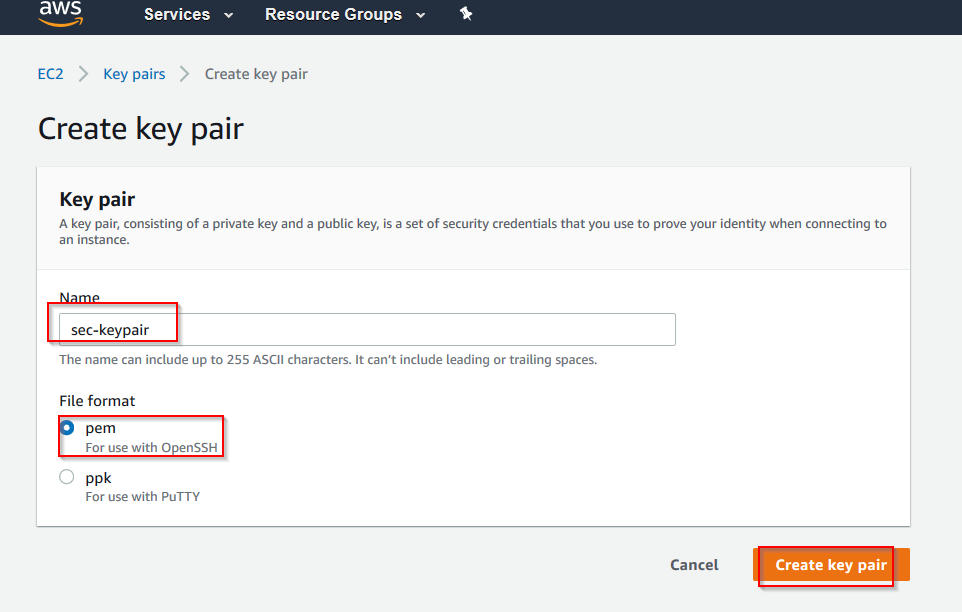 aws Services Resource Groups
EC2 Key pairs Create key pair
Create key pair
Key pair
A key pair, consisting of a private key and a public key, is a set of security credentials that you use to prove your identity when connecting to
an instance.
Name
sec-keypair
The name can include up to 255 ASCII characters. It can't include leading or trailing spaces.
File format
pem
For use with OpenSSH
ppk
For use with PuTTY
Cancel Create key pair